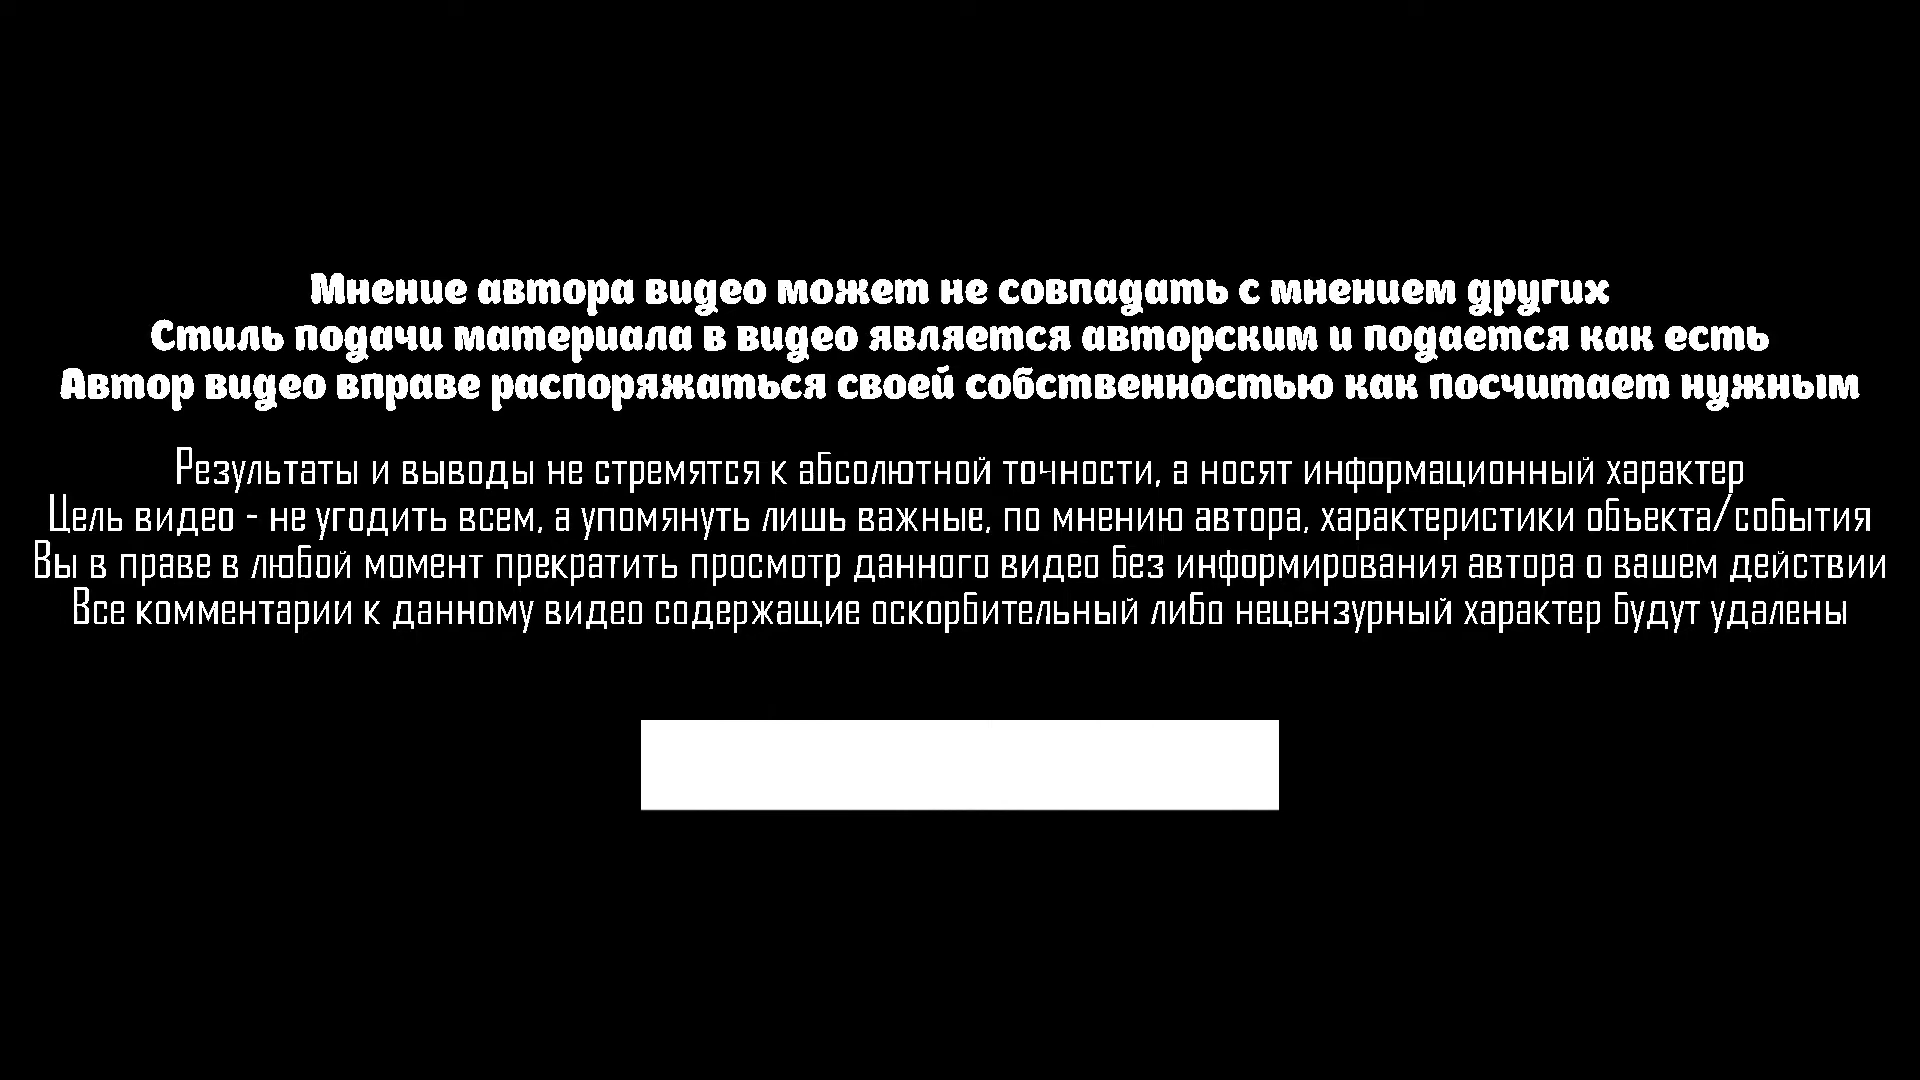 Мнение автора видео может не совпадать с мнением других
Стиль подачи материала в видео является авторским и подается как есть
Автор видео вправе распоряжаться своей собственностью как посчитает нужным
Результаты и выводы не стремятся к абсолютной точности, а носят информационный характер
Цель видео - не угодить всем, а упомянуть лишь важные, по мнению автора, характеристики объекта/события
Вы в праве в любой момент прекратить просмотр данного видео без информирования автора о вашем действии
Все комментарии к данному видео содержащие оскорбительный либо нецензурный характер будут удалены